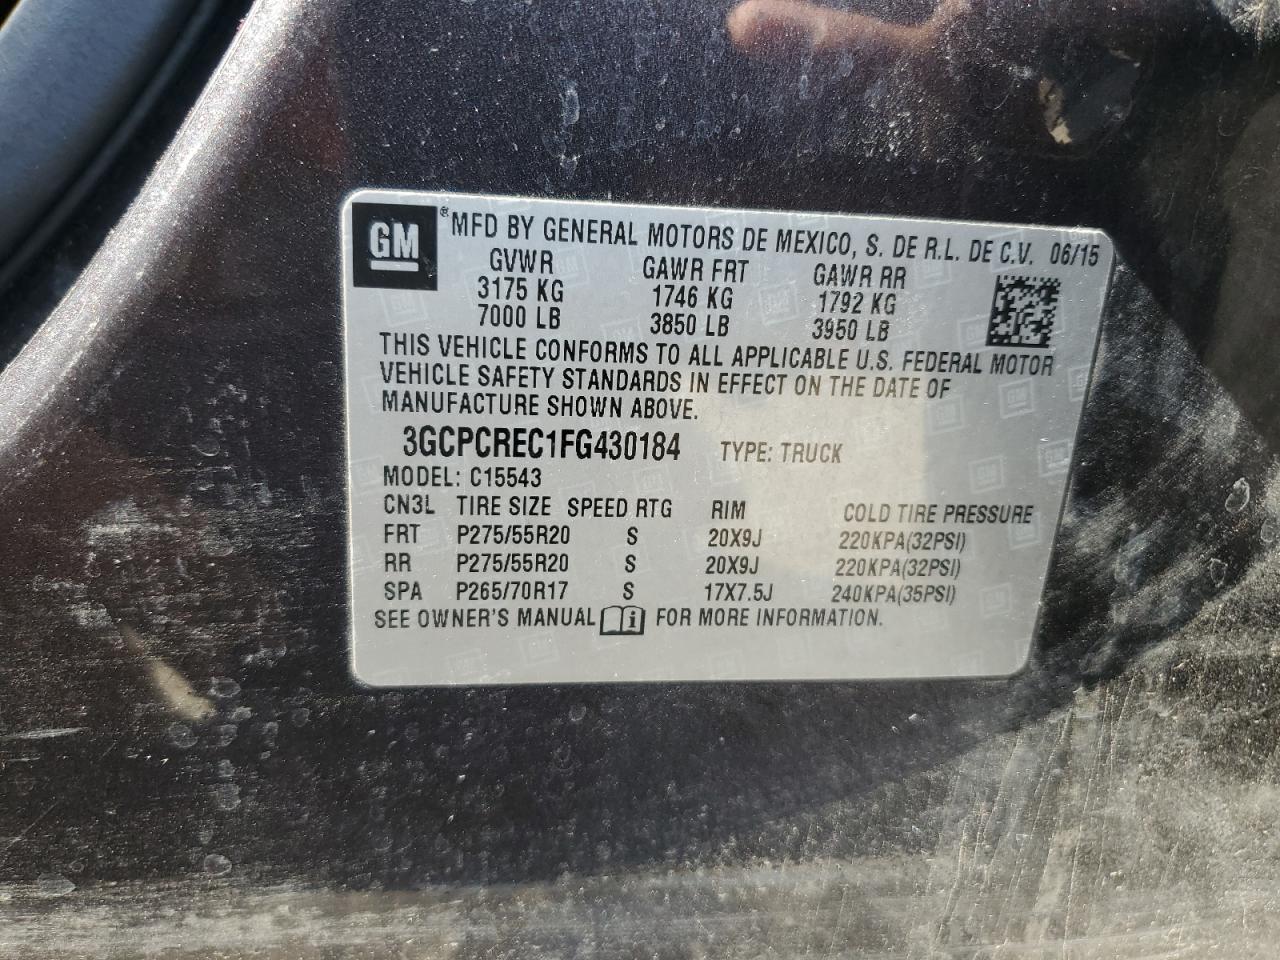 GM ® MFD BY GENERAL MOTORS DE MEXICO, S. DE R.L. DE C.V. 06/15
GVWR GAWR FRT GAWR RR
3175 KG 1746 KG 1792 KG
7000 LB 3850 LB 3950 LB
THIS VEHICLE CONFORMS TO ALL APPLICABLE U.S. FEDERAL MOTOR
VEHICLE SAFETY STANDARDS IN EFFECT ON THE DATE OF
MANUFACTURE SHOWN ABOVE.
3GCPCREC1FG430184 TYPE: TRUCK
MODEL: C15543
CN3L TIRE SIZE SPEED RTG RIM COLD TIRE PRESSURE
FRT P275/55R20 S 20X9J 220KPA(32PSI)
RR P275/55R20 S 20X9J 220KPA(32PSI)
SPA P265/70R17 S 17X7.5J 240KPA(35PSI)
SEE OWNER'S MANUAL i FOR MORE INFORMATION.